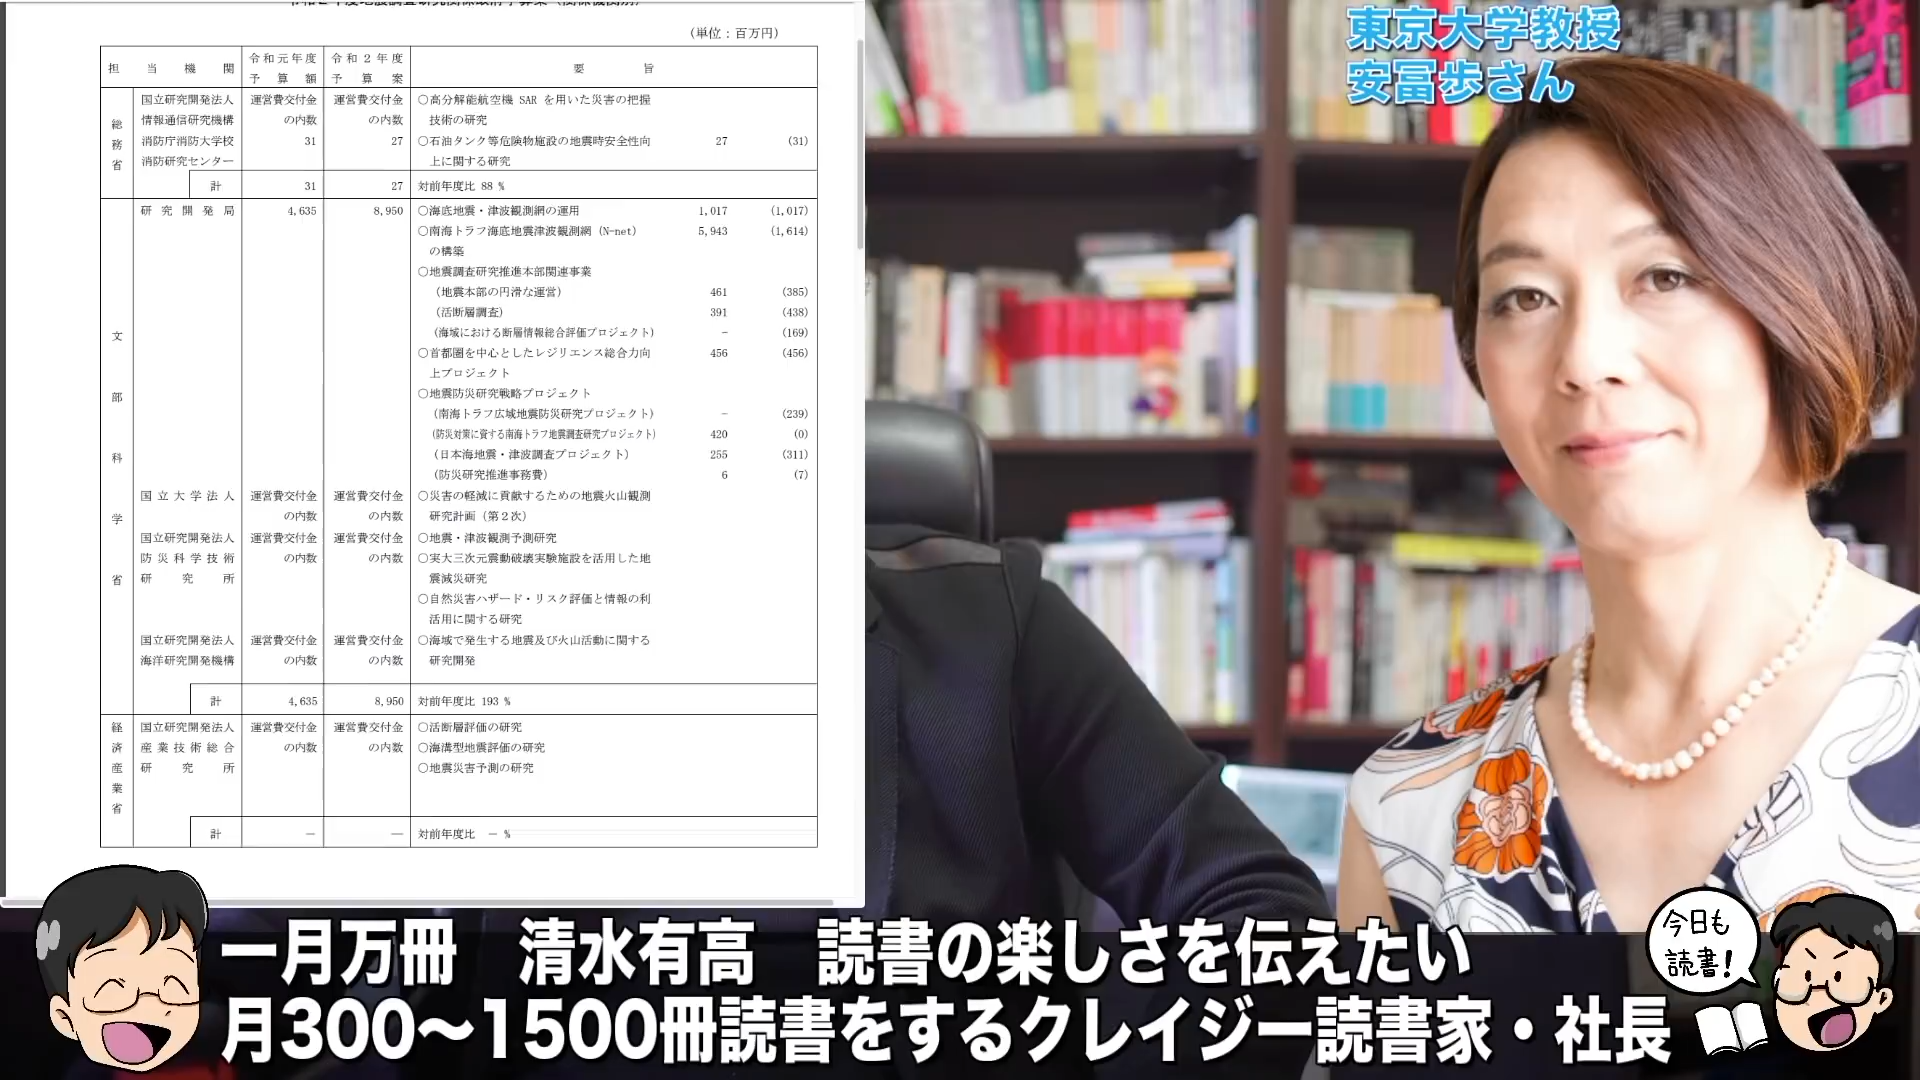 令和2年度地震調査研究関係政府予算案（関係機関別）
（単位：百万円）
担当機関 令和元年度予算額 令和２年度予算案 要旨
総務省
国立研究開発法人 運営費交付金 運営費交付金 ○高分解能航空機 SAR を用いた災害の把握
情報通信研究機構 の内数 の内数 技術の研究
消防庁消防大学校 31 27 ○石油タンク等危険物施設の地震時安全性向 27 (31)
消防研究センター 上に関する研究
計 31 27 対前年度比 88 %
文部科学省
研究開発局 4,635 8,950 ○海底地震・津波観測網の運用 1,017 (1,017)
○南海トラフ海底地震津波観測網（N-net） 5,943 (1,614)
の構築
○地震調査研究推進本部関連事業
（地震本部の円滑な運営） 461 (385)
（活断層調査） 391 (438)
（海域における断層情報総合評価プロジェクト） － (169)
○首都圏を中心としたレジリエンス総合力向 456 (456)
上プロジェクト
○地震防災研究戦略プロジェクト
（南海トラフ広域地震防災研究プロジェクト） － (239)
（防災対策に資する南海トラフ地震調査研究プロジェクト） 420 (0)
（日本海地震・津波調査プロジェクト） 255 (311)
（防災研究推進事務費） 6 (7)
国立大学法人 運営費交付金 運営費交付金 ○災害の軽減に貢献するための地震火山観測
の内数 の内数 研究計画（第２次）
国立研究開発法人 運営費交付金 運営費交付金 ○地震・津波観測予測研究
防災科学技術 の内数 の内数 ○実大三次元震動破壊実験施設を活用した地
研究所 震減災研究
○自然災害ハザード・リスク評価と情報の利
活用に関する研究
国立研究開発法人 運営費交付金 運営費交付金 ○海域で発生する地震及び火山活動に関する
海洋研究開発機構 の内数 の内数 研究開発
計 4,635 8,950 対前年度比 193 %
経済産業省
国立研究開発法人 運営費交付金 運営費交付金 ○活断層評価の研究
産業技術総合 の内数 の内数 ○海溝型地震評価の研究
研究所 ○地震災害予測の研究
計 － － 対前年度比 － %
東京大学教授
安冨歩さん
今日も
読書!
一月万冊 清水有高 読書の楽しさを伝えたい
月300～1500冊読書をするクレイジー読書家・社長